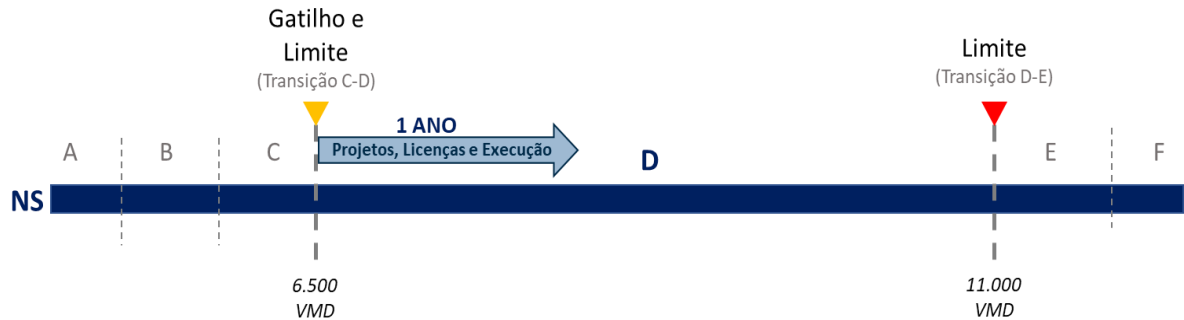 Gatilho e
Limite
(Transição C-D)
Limite
(Transição D-E)
1 ANO
Projetos, Licenças e Execução
A
B
C
D
E
F
NS
6.500
VMD
11.000
VMD